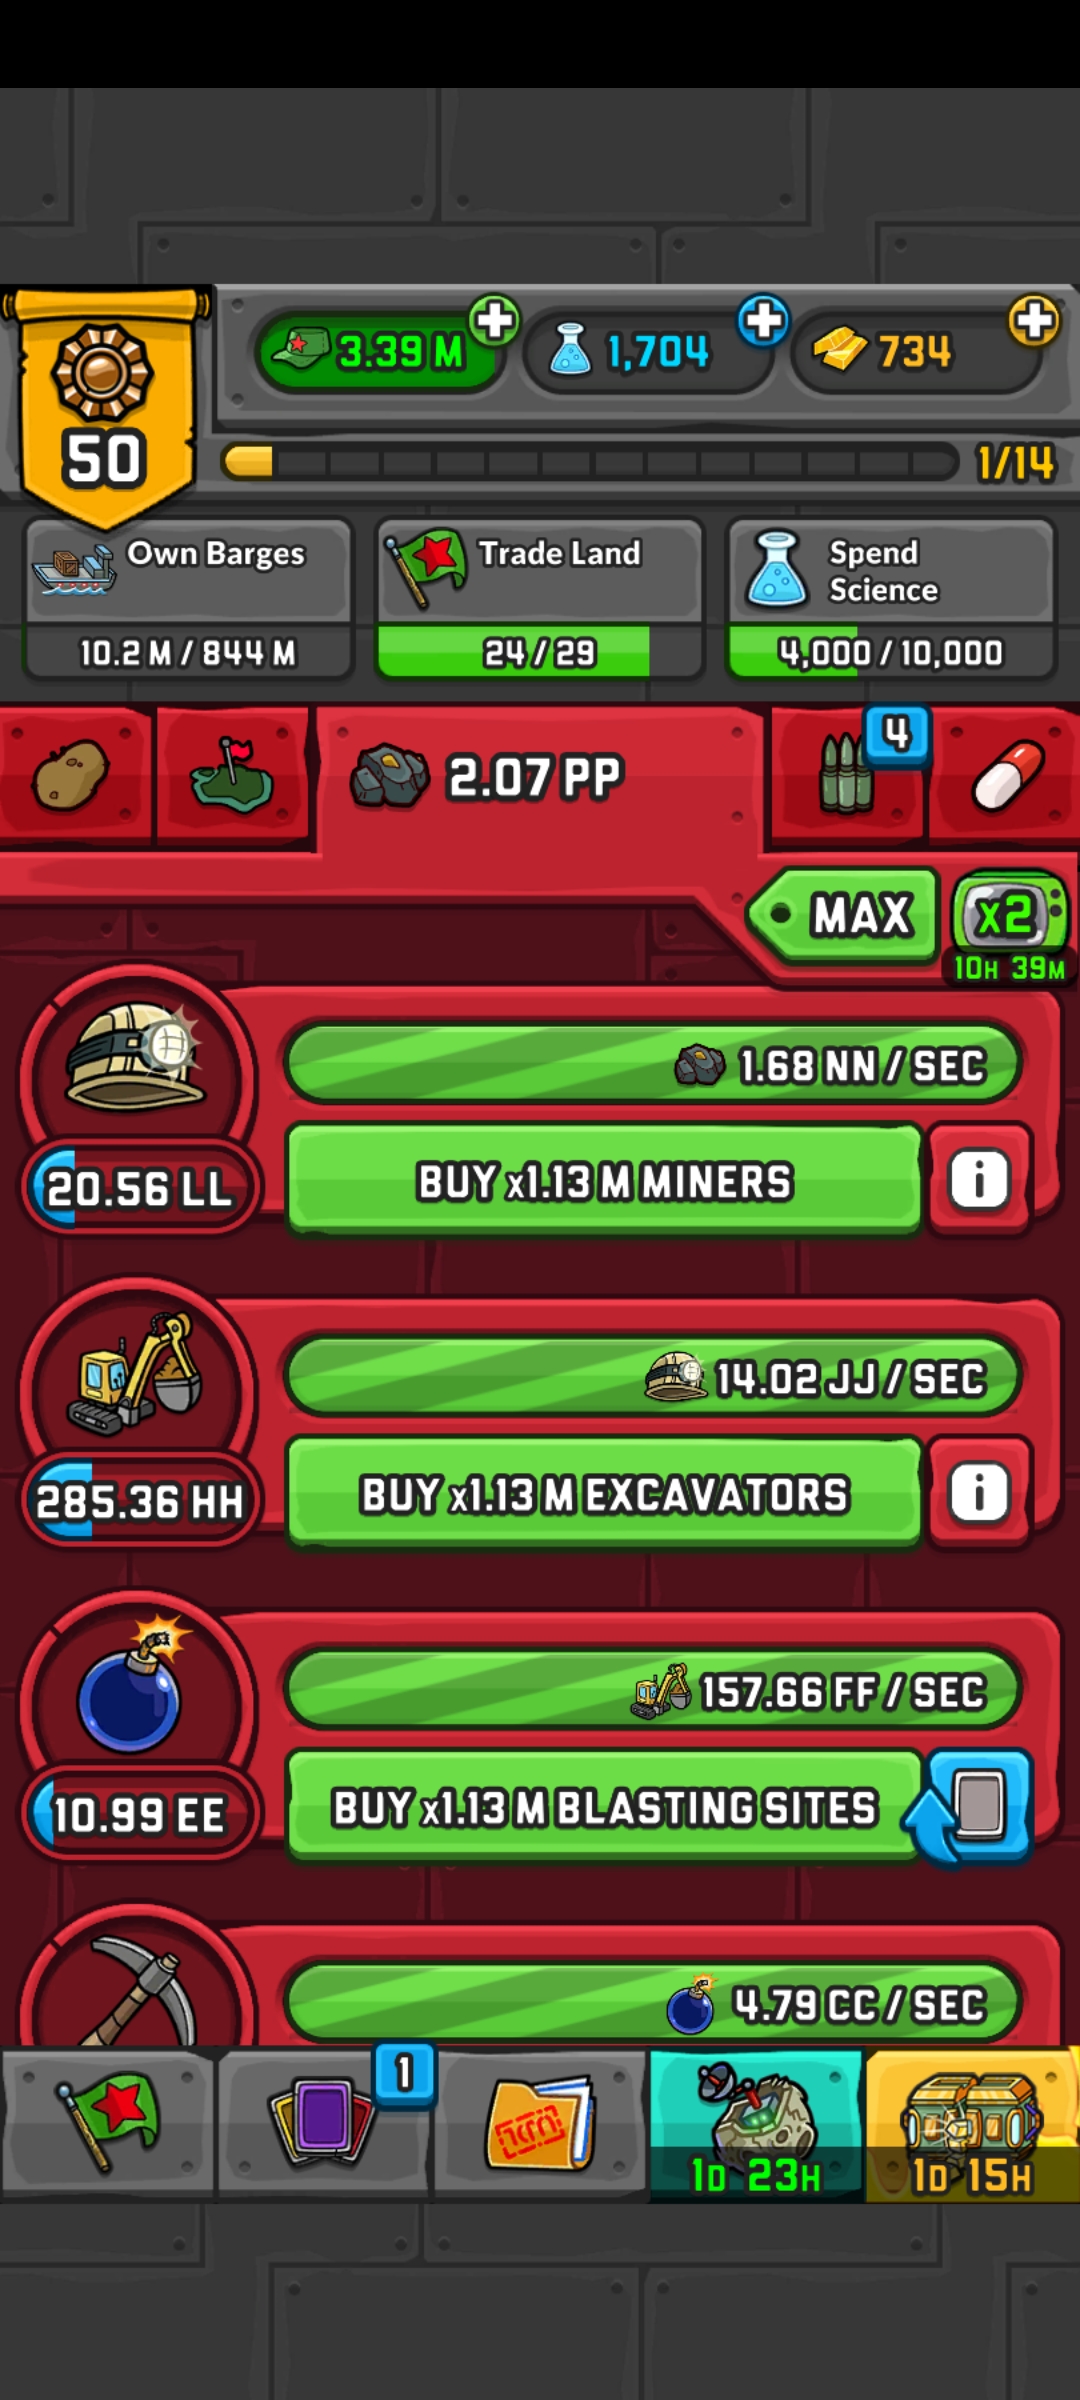 3.39 M
1,704
734
50
1/14
Own Barges
10.2 M / 844 M
Trade Land
24 / 29
Spend
Science
4,000 / 10,000
2.07 PP
4
MAX
x2
10H 39M
1.68 NN / SEC
20.56 LL
BUY x1.13 M MINERS
i
14.02 JJ / SEC
285.36 HH
BUY x1.13 M EXCAVATORS
i
157.66 FF / SEC
10.99 EE
BUY x1.13 M BLASTING SITES
4.79 CC / SEC
1
1D 23H
1D 15H